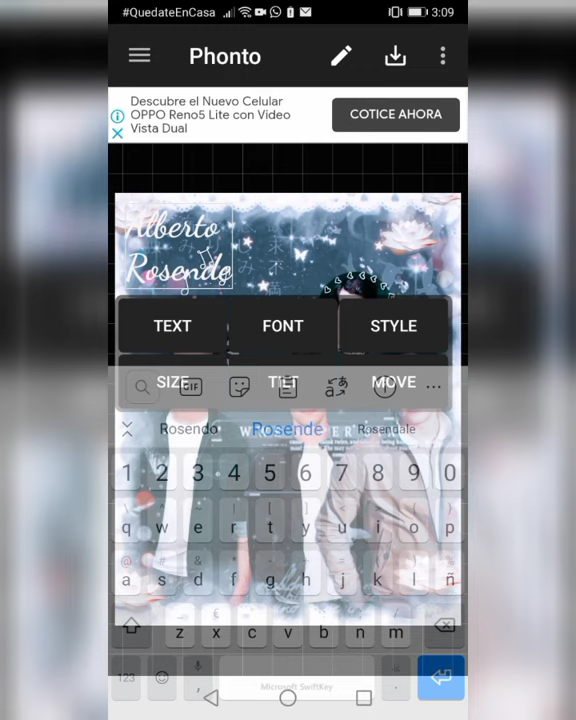 #QuedateEnCasa 3:09
Phonto
Descubre el Nuevo Celular
OPPO Reno5 Lite con Video
Vista Dual
COTICE AHORA
Alberto
Rosende
TEXT FONT STYLE
SIZE TILT MOVE
GIF
Rosendo Rosende Rosendale
1 2 3 4 5 6 7 8 9 0
q w e r t y u i o p
a s d f g h j k l ñ
z x c v b n m
123 , Microsoft SwiftKey .